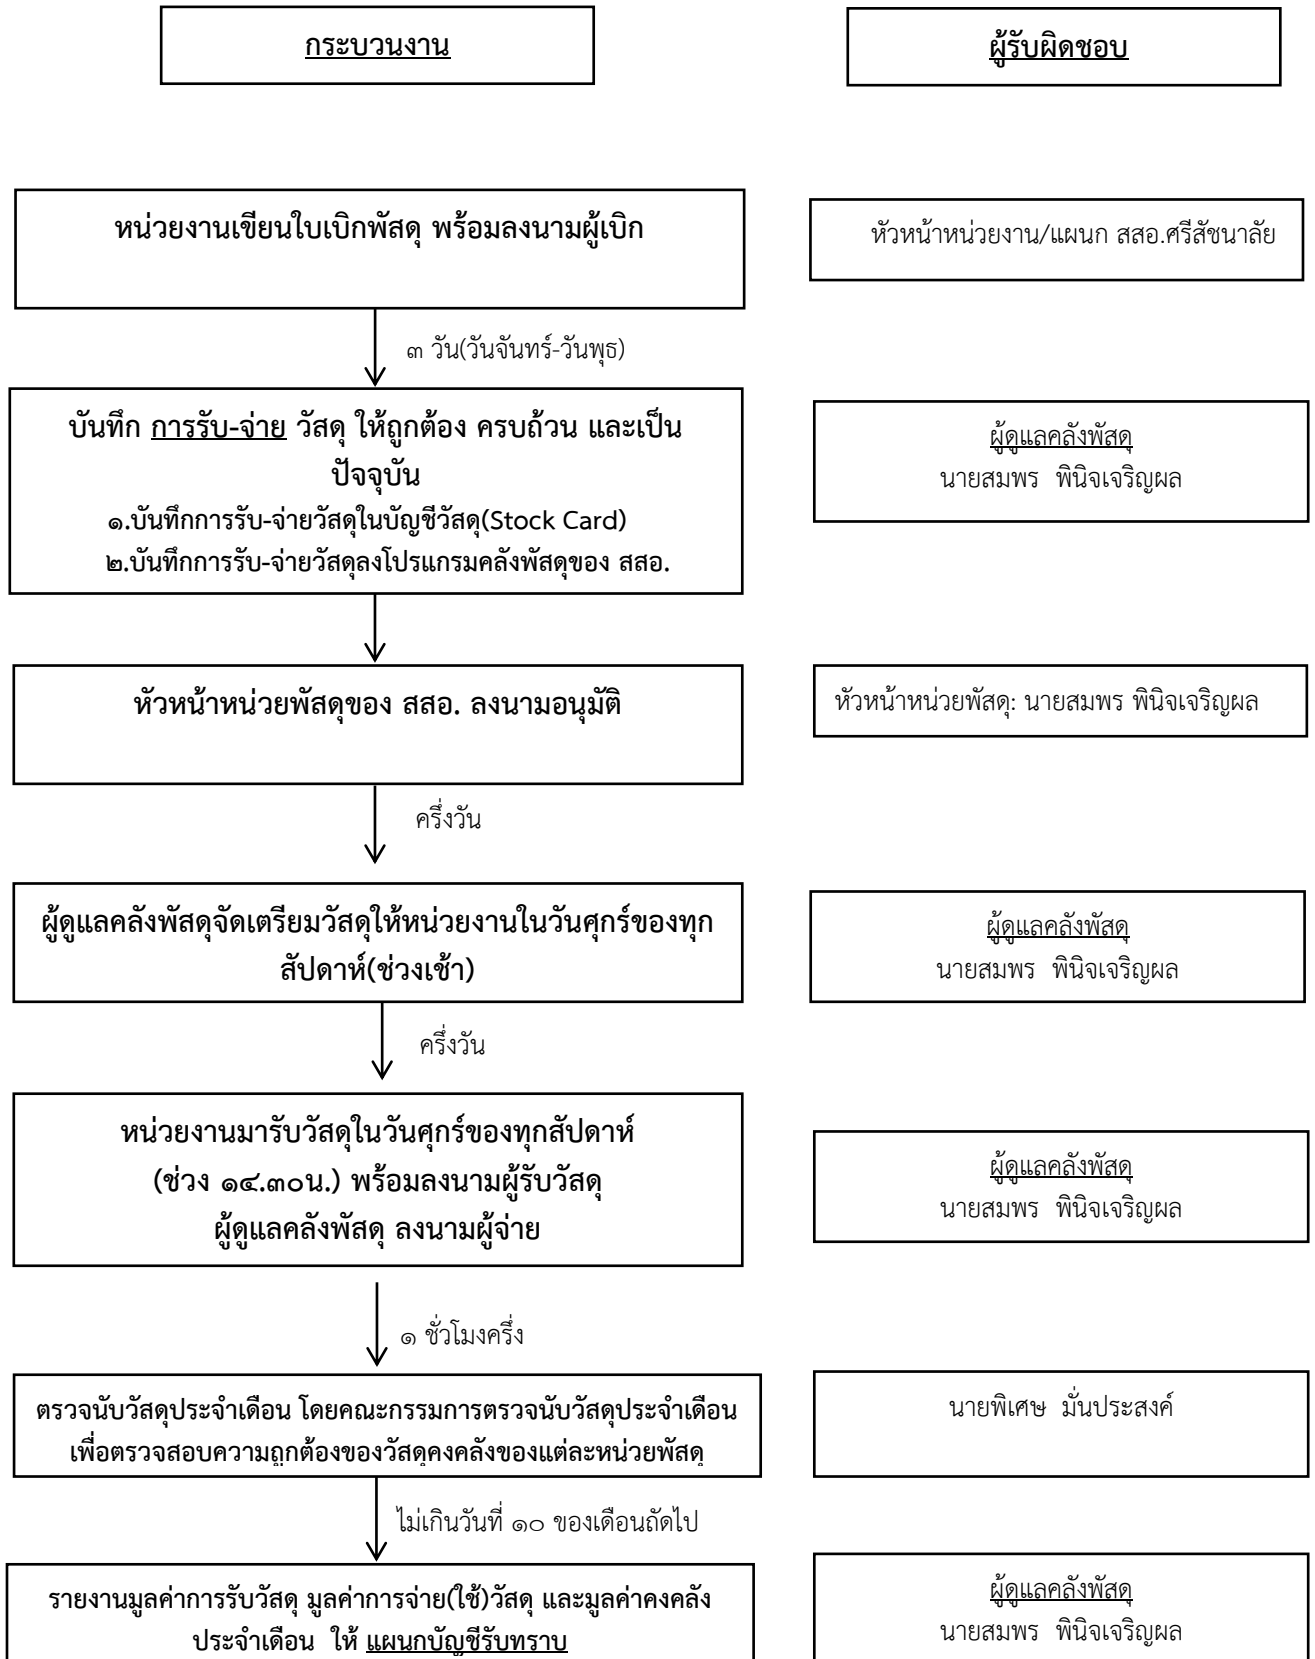 กระบวนงาน
ผู้รับผิดชอบ
หน่วยงานเขียนใบเบิกพัสดุ พร้อมลงนามผู้เบิก
หัวหน้าหน่วยงาน/แผนก สสอ.ศรีสัชนาลัย
๓ วัน(วันจันทร์-วันพุธ)
บันทึก การรับ-จ่าย วัสดุ ให้ถูกต้อง ครบถ้วน และเป็น
ปัจจุบัน
๑.บันทึกการรับ-จ่ายวัสดุในบัญชีวัสดุ(Stock Card)
๒.บันทึกการรับ-จ่ายวัสดุลงโปรแกรมคลังพัสดุของ สสอ.
ผู้ดูแลคลังพัสดุ
นายสมพร พินิจเจริญผล
หัวหน้าหน่วยพัสดุของ สสอ. ลงนามอนุมัติ
หัวหน้าหน่วยพัสดุ: นายสมพร พินิจเจริญผล
ครึ่งวัน
ผู้ดูแลคลังพัสดุจัดเตรียมวัสดุให้หน่วยงานในวันศุกร์ของทุก
สัปดาห์(ช่วงเช้า)
ผู้ดูแลคลังพัสดุ
นายสมพร พินิจเจริญผล
ครึ่งวัน
หน่วยงานมารับวัสดุในวันศุกร์ของทุกสัปดาห์
(ช่วง ๑๔.๓๐น.) พร้อมลงนามผู้รับวัสดุ
ผู้ดูแลคลังพัสดุ ลงนามผู้จ่าย
ผู้ดูแลคลังพัสดุ
นายสมพร พินิจเจริญผล
๑ ชั่วโมงครึ่ง
ตรวจนับวัสดุประจำเดือน โดยคณะกรรมการตรวจนับวัสดุประจำเดือน
เพื่อตรวจสอบความถูกต้องของวัสดุคงคลังของแต่ละหน่วยพัสดุ
นายพิเศษ มั่นประสงค์
ไม่เกินวันที่ ๑๐ ของเดือนถัดไป
รายงานมูลค่าการรับวัสดุ มูลค่าการจ่าย(ใช้)วัสดุ และมูลค่าคงคลัง
ประจำเดือน ให้ แผนกบัญชีรับทราบ
ผู้ดูแลคลังพัสดุ
นายสมพร พินิจเจริญผล